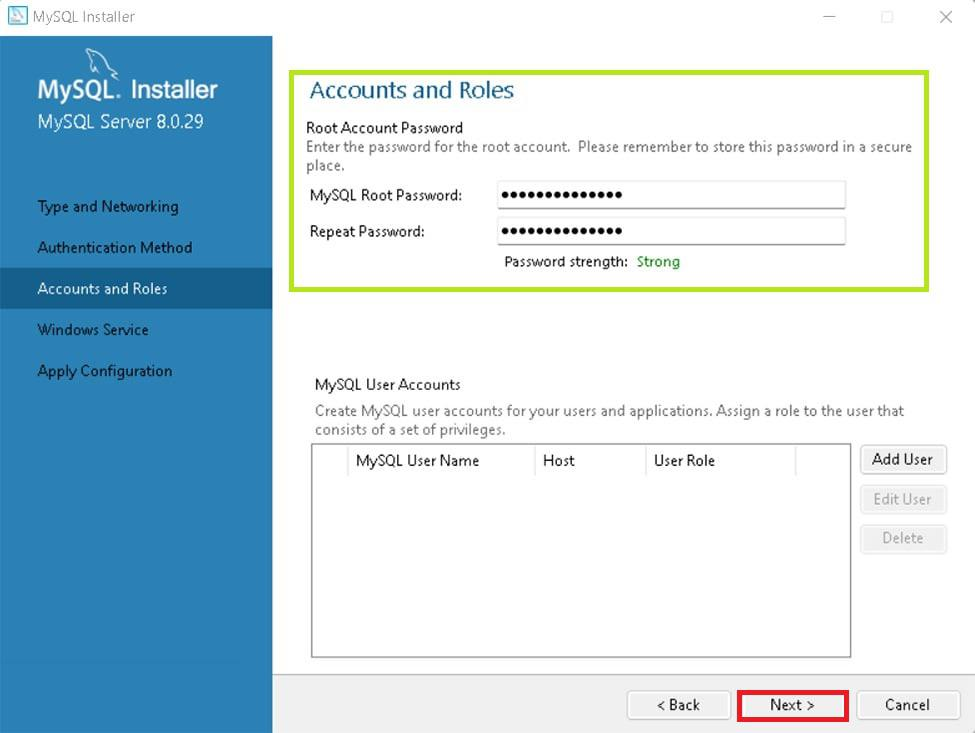 MySQL Installer
MySQL. Installer
MySQL Server 8.0.29
Type and Networking
Authentication Method
Accounts and Roles
Windows Service
Apply Configuration
Accounts and Roles
Root Account Password
Enter the password for the root account. Please remember to store this password in a secure
place.
MySQL Root Password: ••••••••••••••
Repeat Password: ••••••••••••••
Password strength: Strong
MySQL User Accounts
Create MySQL user accounts for your users and applications. Assign a role to the user that
consists of a set of privileges.
MySQL User Name Host User Role
Add User
Edit User
Delete
< Back Next > Cancel